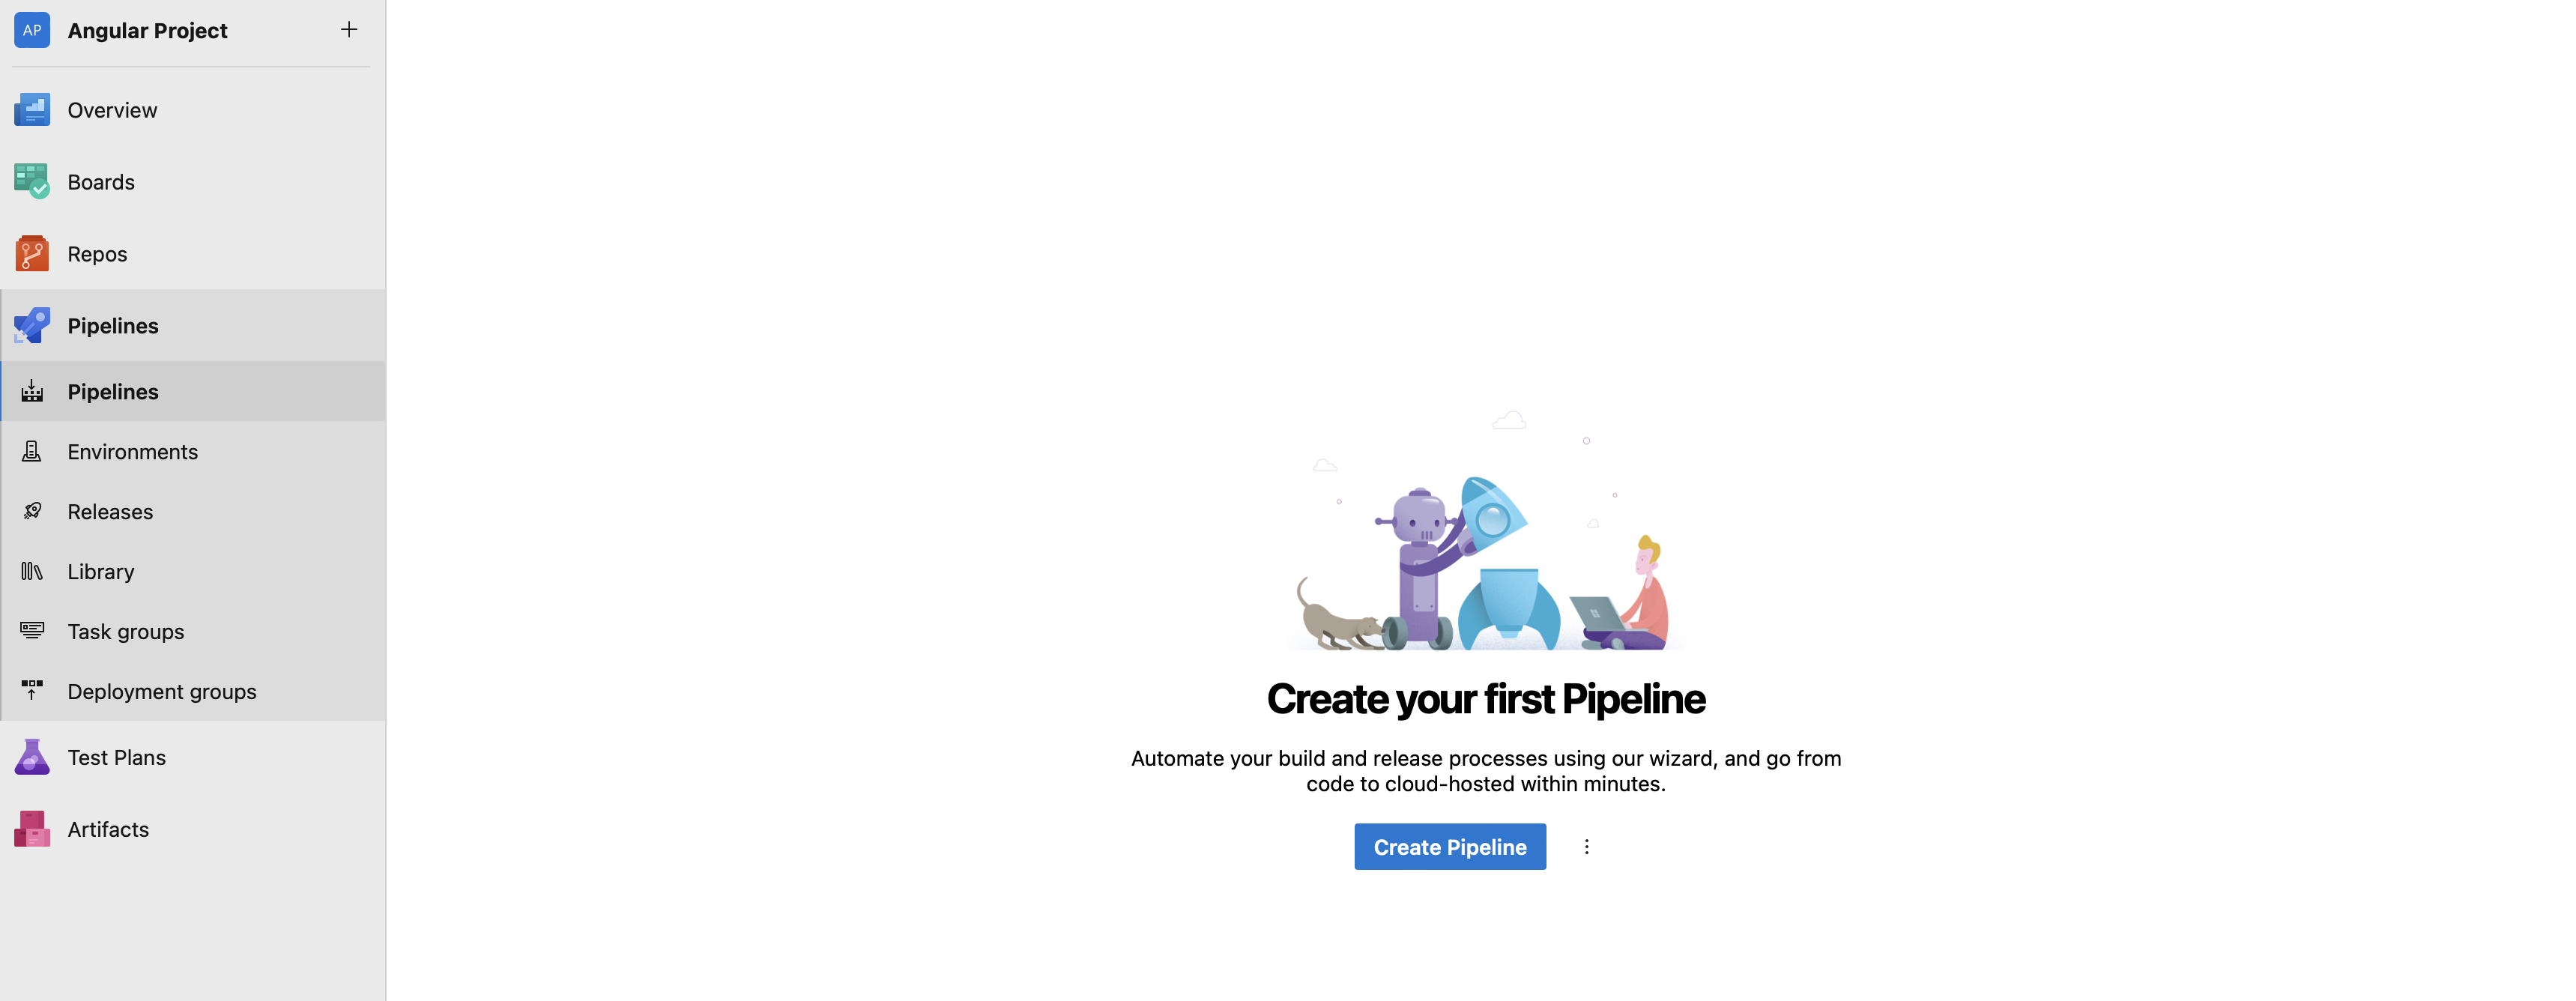 AP Angular Project +
Overview
Boards
Repos
Pipelines
Pipelines
Environments
Releases
Library
Task groups
Deployment groups
Test Plans
Artifacts
Create your first Pipeline
Automate your build and release processes using our wizard, and go from
code to cloud-hosted within minutes.
Create Pipeline